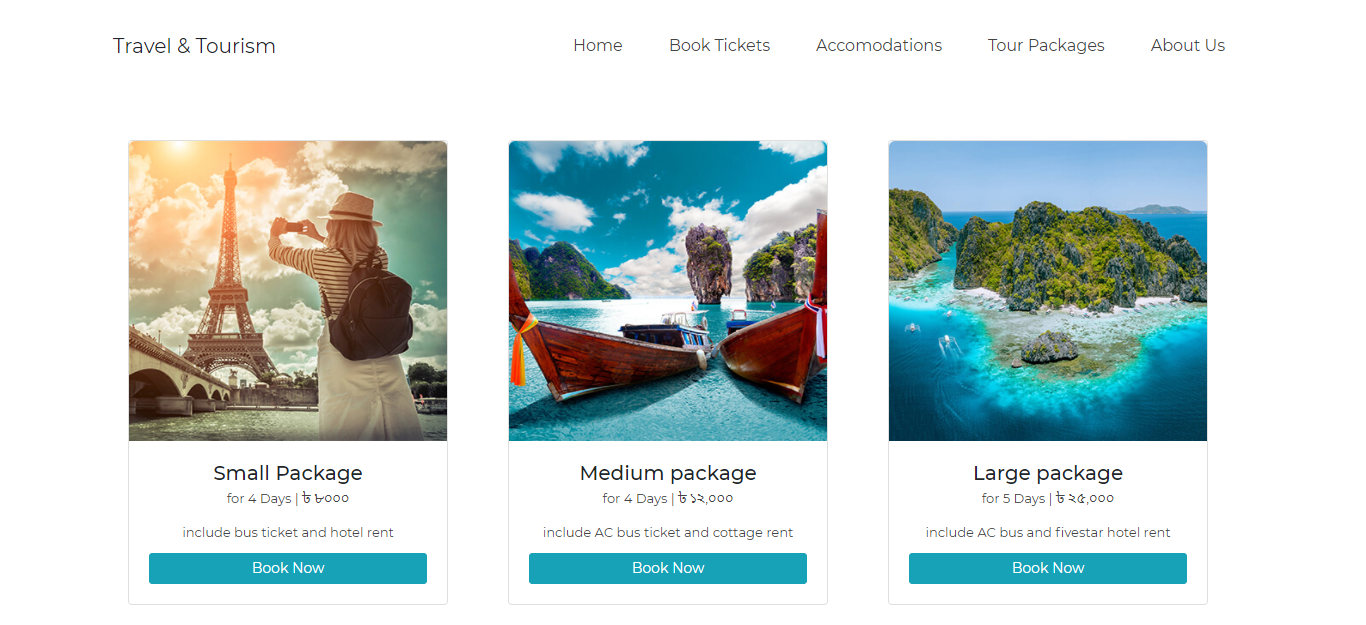 Travel & Tourism
Home Book Tickets Accomodations Tour Packages About Us
Small Package
for 4 Days | ৳ ৮০০০
include bus ticket and hotel rent
Book Now
Medium package
for 4 Days | ৳ ১২,০০০
include AC bus ticket and cottage rent
Book Now
Large package
for 5 Days | ৳ ২৫,০০০
include AC bus and fivestar hotel rent
Book Now